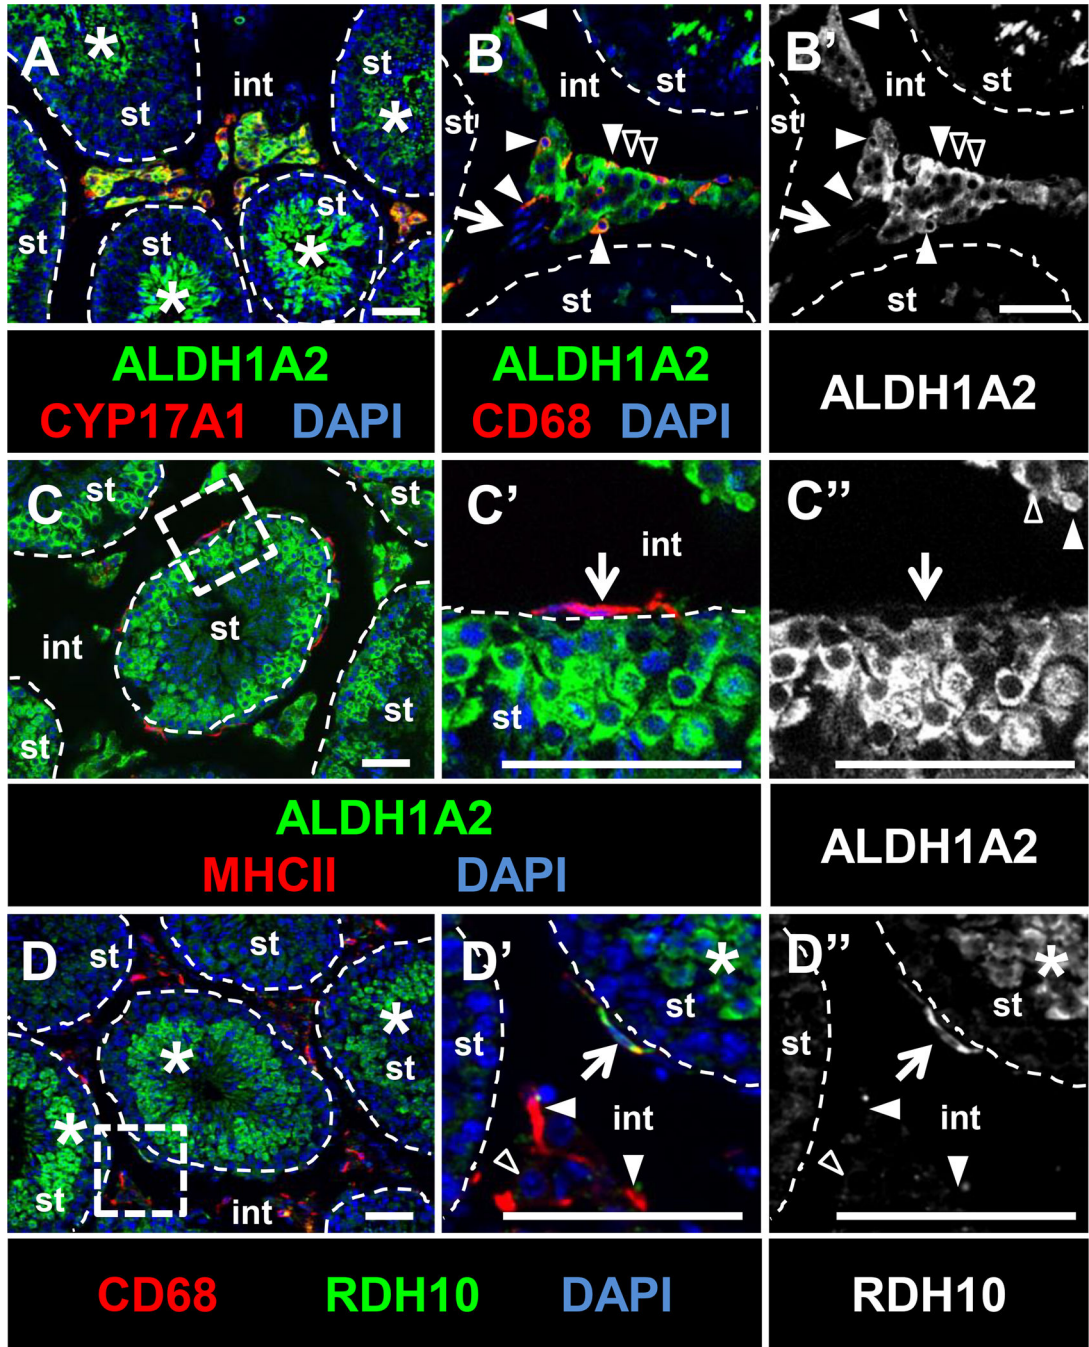 A
st
int
st
st
st
st
st
B
int
st
st
st
B’
int
st
st
st
ALDH1A2
CYP17A1 DAPI
ALDH1A2
CD68 DAPI
ALDH1A2
C
st
st
st
int
st
st
C’
int
st
C’’
ALDH1A2
MHCII DAPI
ALDH1A2
D
st
st
st
st
int
D’
st
st
int
D’’
st
st
int
CD68 RDH10 DAPI
RDH10